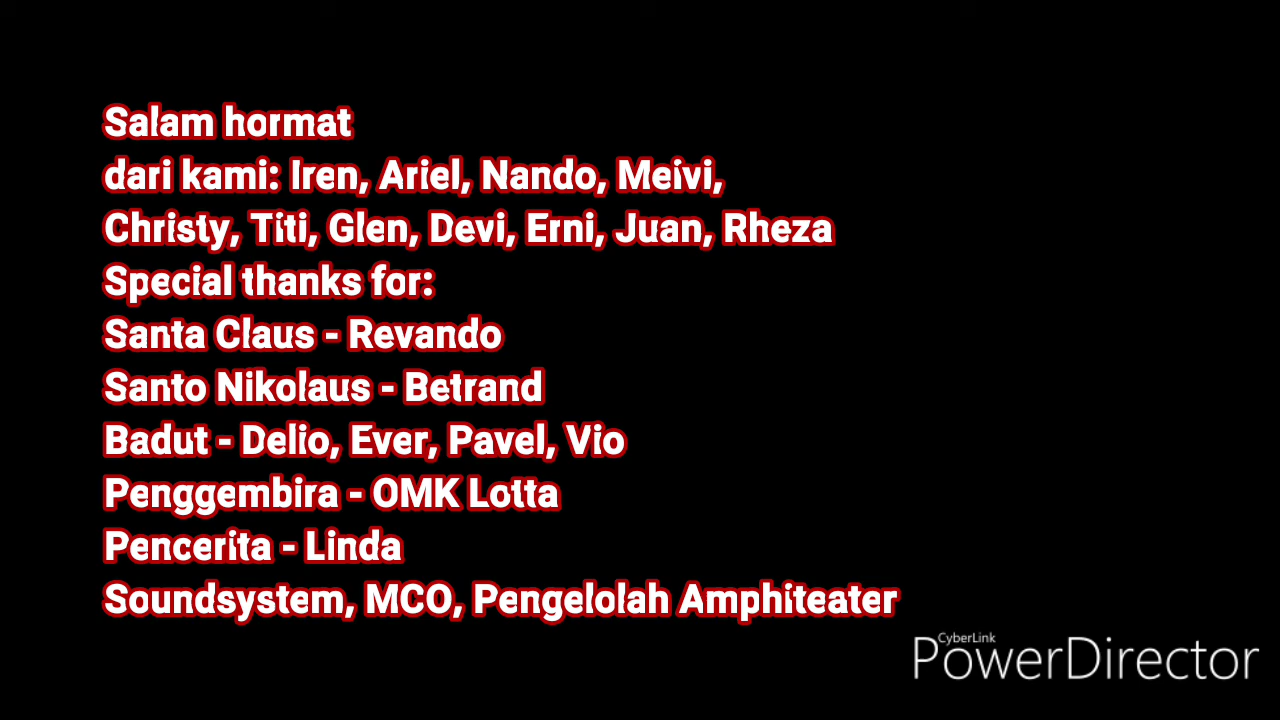 Salam hormat
dari kami: Iren, Ariel, Nando, Meivi,
Christy, Titi, Glen, Devi, Erni, Juan, Rheza
Special thanks for:
Santa Claus - Revando
Santo Nikolaus - Betrand
Badut - Delio, Ever, Pavel, Vio
Penggembira - OMK Lotta
Pencerita - Linda
Soundsystem, MCO, Pengelolah Amphiteater
CyberLink
PowerDirector